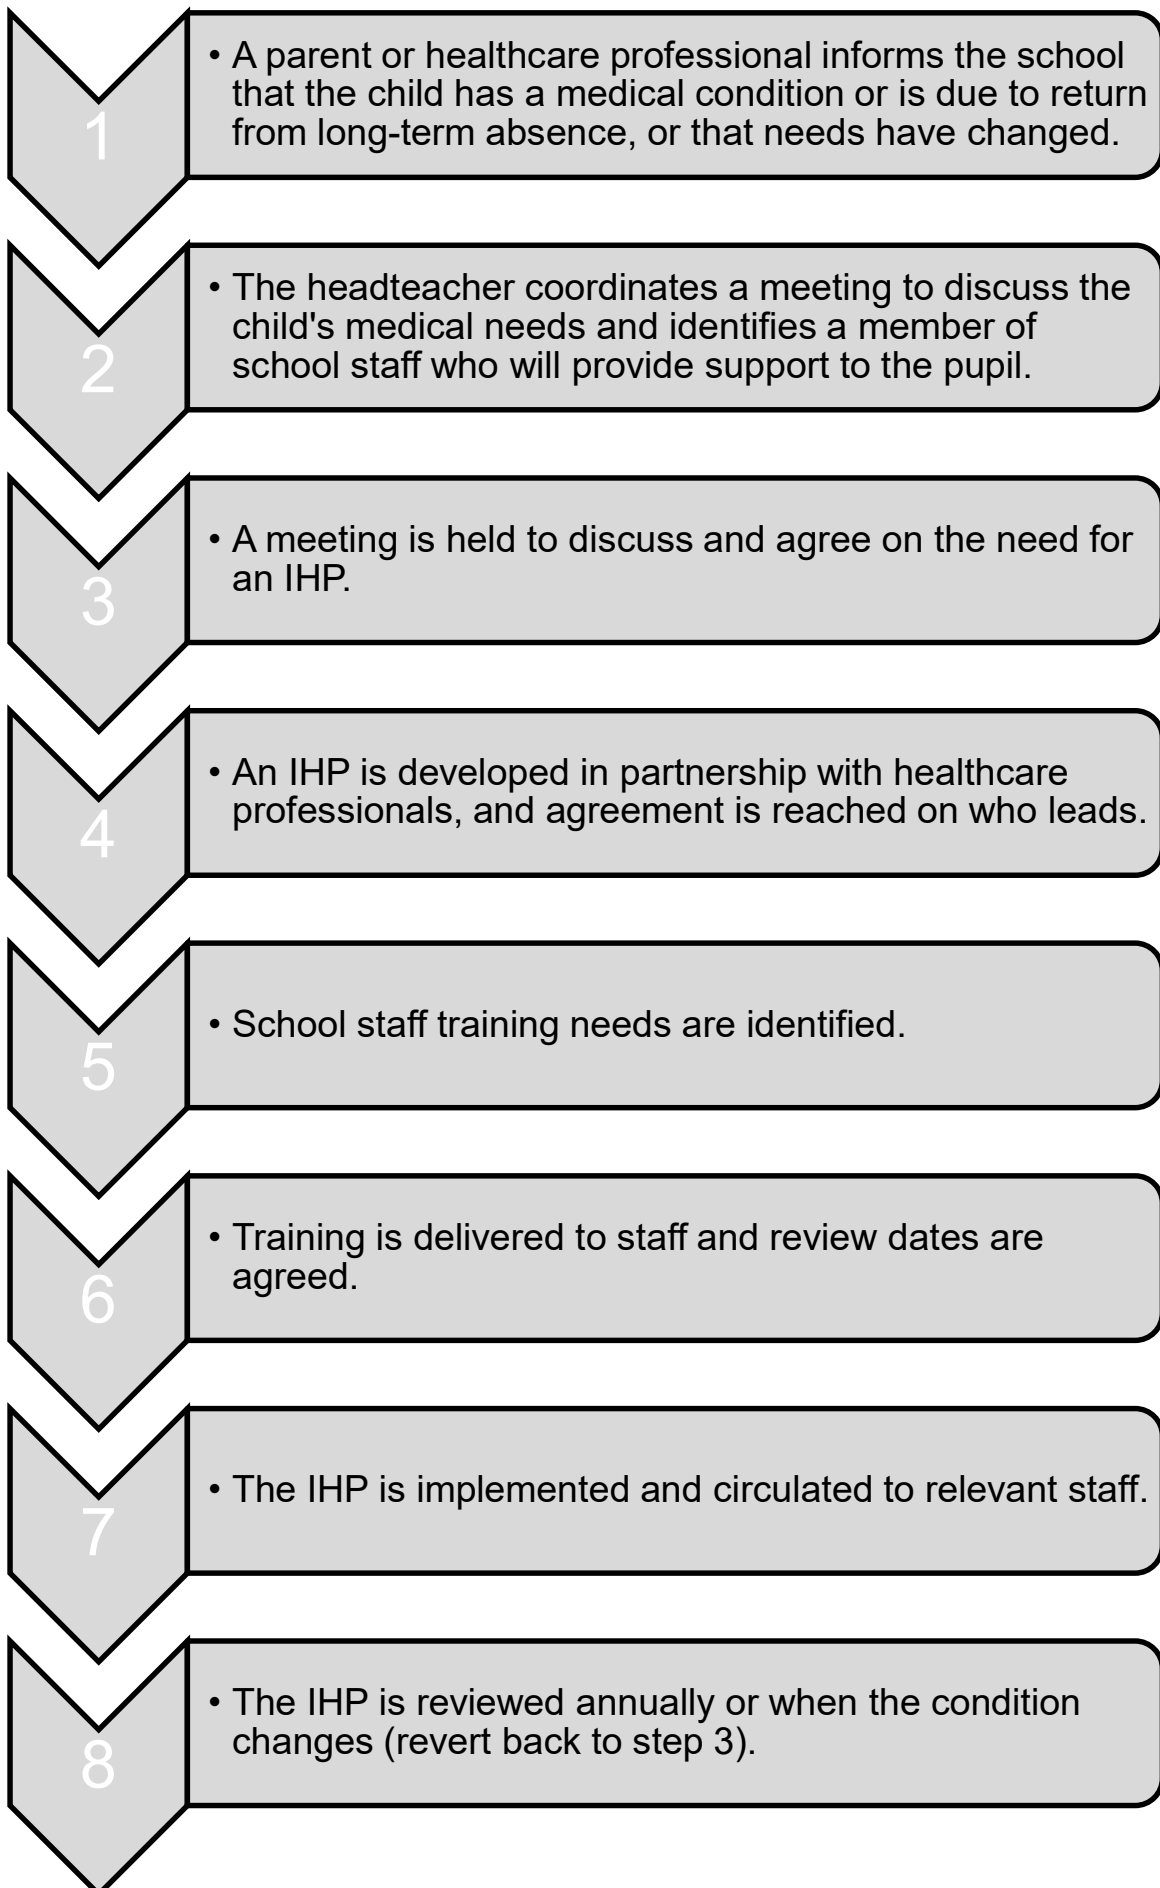 1
• A parent or healthcare professional informs the school
that the child has a medical condition or is due to return
from long-term absence, or that needs have changed.
2
• The headteacher coordinates a meeting to discuss the
child's medical needs and identifies a member of
school staff who will provide support to the pupil.
3
• A meeting is held to discuss and agree on the need for
an IHP.
4
• An IHP is developed in partnership with healthcare
professionals, and agreement is reached on who leads.
5
• School staff training needs are identified.
6
• Training is delivered to staff and review dates are
agreed.
7
• The IHP is implemented and circulated to relevant staff.
8
• The IHP is reviewed annually or when the condition
changes (revert back to step 3).